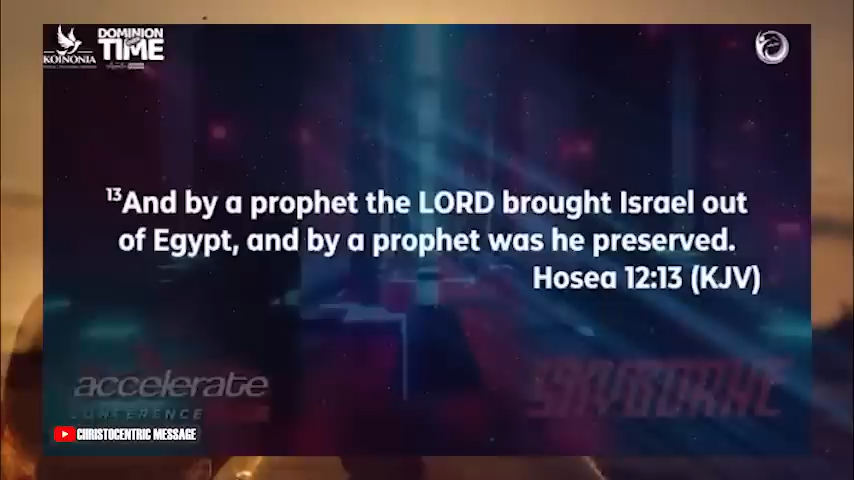 KOINONIA
DOMINION
TIME
¹³And by a prophet the LORD brought Israel out
of Egypt, and by a prophet was he preserved.
Hosea 12:13 (KJV)
accelerate
CONFERENCE
CHRISTOCENTRIC MESSAGE